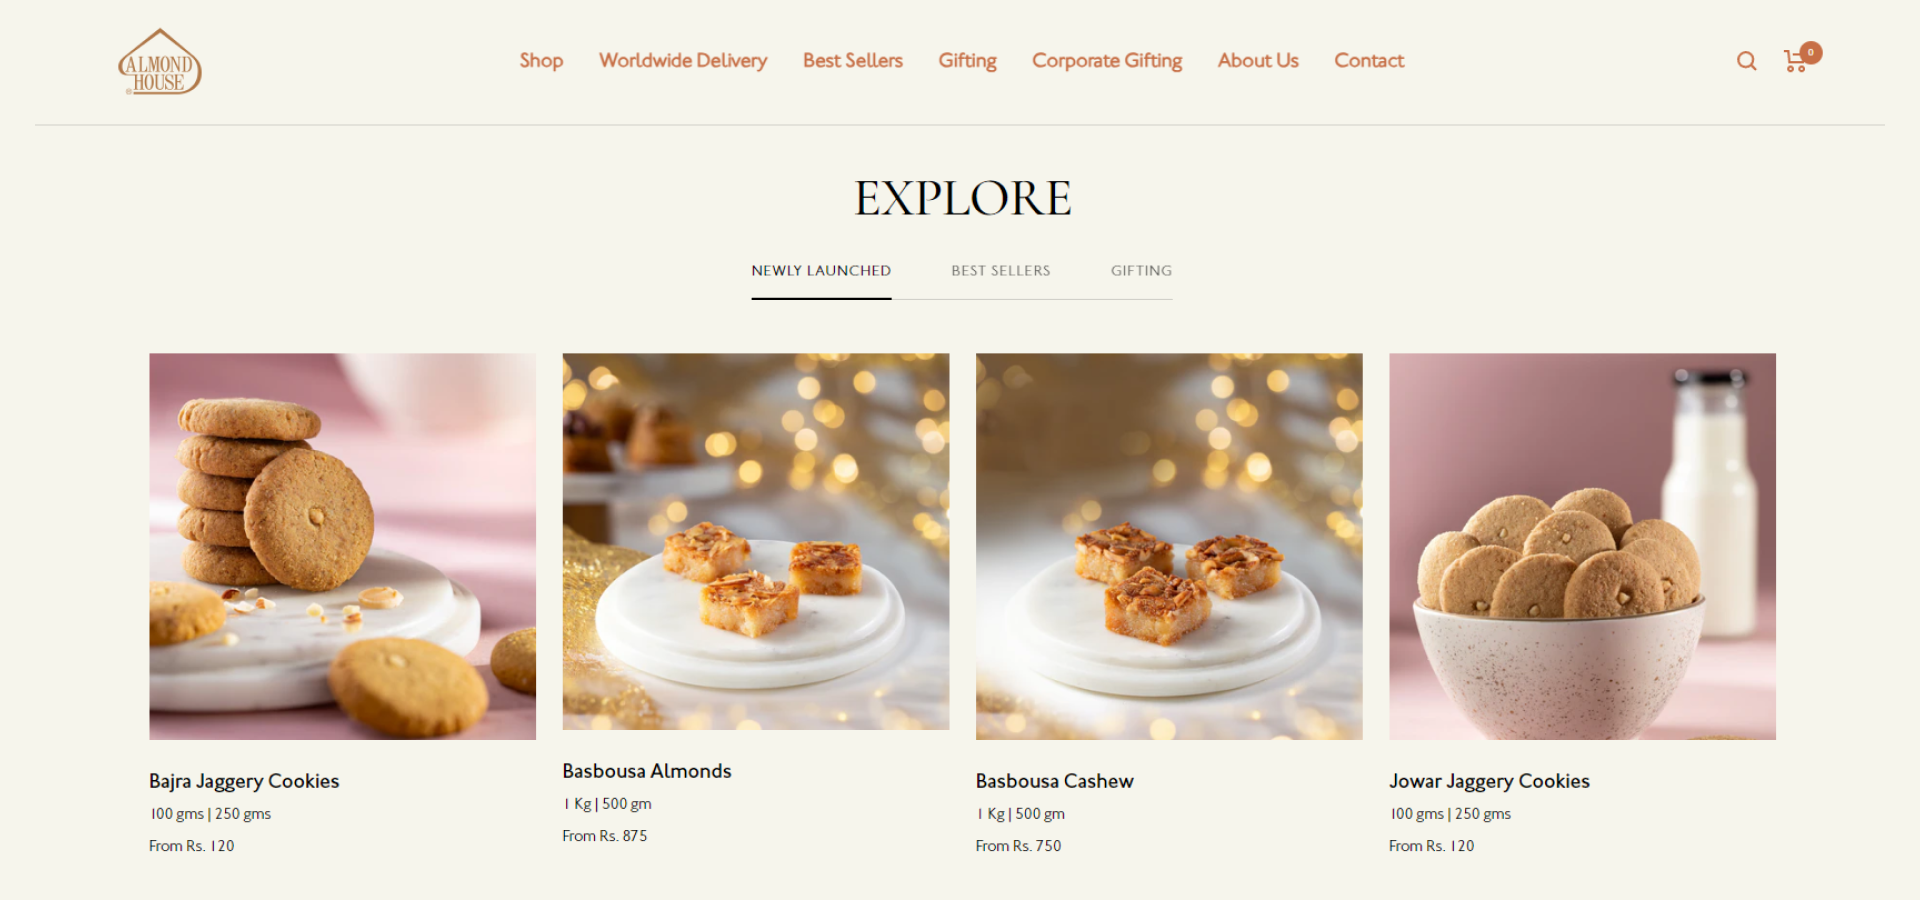 ALMOND
HOUSE
®
Shop
Worldwide Delivery
Best Sellers
Gifting
Corporate Gifting
About Us
Contact
0
EXPLORE
NEWLY LAUNCHED
BEST SELLERS
GIFTING
Bajra Jaggery Cookies
100 gms | 250 gms
From Rs. 120
Basbousa Almonds
1 Kg | 500 gm
From Rs. 875
Basbousa Cashew
1 Kg | 500 gm
From Rs. 750
Jowar Jaggery Cookies
100 gms | 250 gms
From Rs. 120